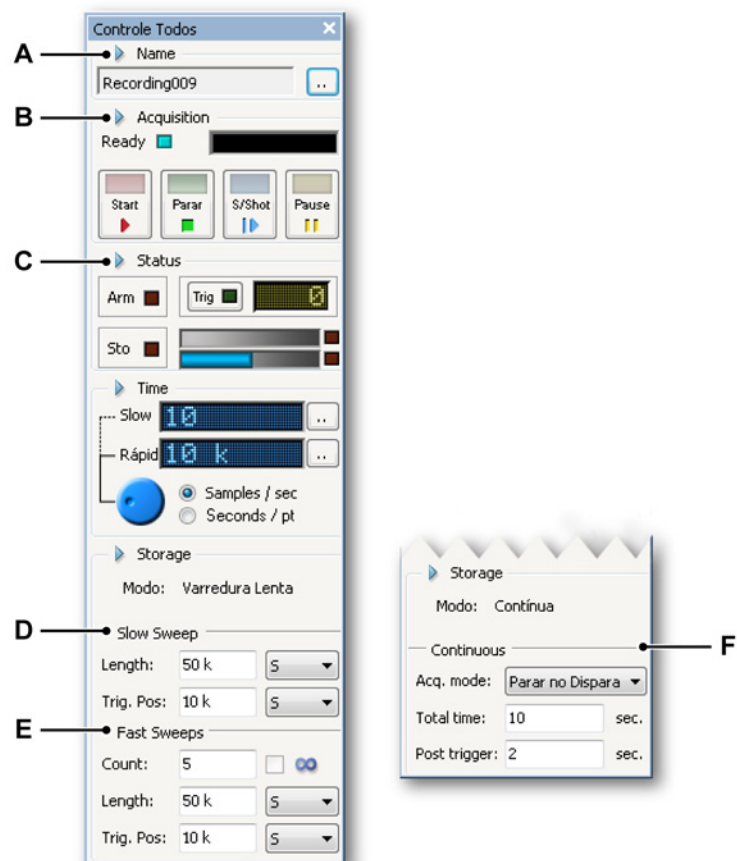 Controle Todos
A
Name
Recording009
..
B
Acquisition
Ready
Start
Parar
S/Shot
Pause
C
Status
Arm
Trig
0
Sto
Time
Slow
10
..
Rápid
10 k
..
Samples / sec
Seconds / pt
Storage
Modo: Varredura Lenta
D
Slow Sweep
Length: 50 k S
Trig. Pos: 10 k S
E
Fast Sweeps
Count: 5
Length: 50 k S
Trig. Pos: 10 k S
Storage
Modo: Contínua
F
Continuous
Acq. mode: Parar no Dispara
Total time: 10 sec.
Post trigger: 2 sec.